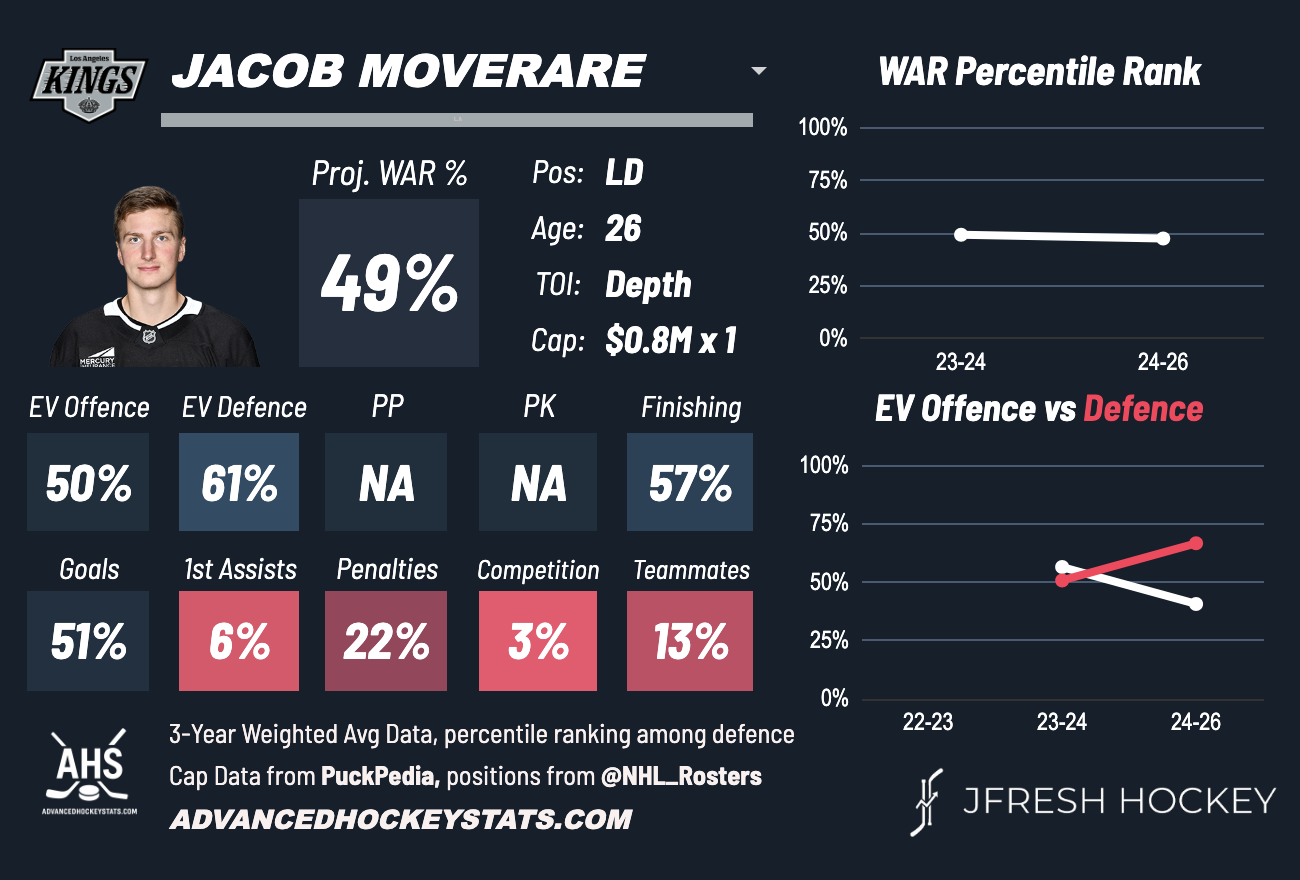 Los Angeles
KINGS
JACOB MOVERARE
WAR Percentile Rank
Proj. WAR %
49%
Pos: LD
Age: 26
TOI: Depth
Cap: $0.8M x 1
MERCURY
INSURANCE
100%
75%
50%
25%
0%
23-24 24-26
EV Offence EV Defence PP PK Finishing
50% 61% NA NA 57%
Goals 1st Assists Penalties Competition Teammates
51% 6% 22% 3% 13%
EV Offence vs Defence
100%
75%
50%
25%
0%
22-23 23-24 24-26
AHS
ADVANCEDHOCKEYSTATS.COM
3-Year Weighted Avg Data, percentile ranking among defence
Cap Data from PuckPedia, positions from @NHL_Rosters
ADVANCEDHOCKEYSTATS.COM
JFRESH HOCKEY